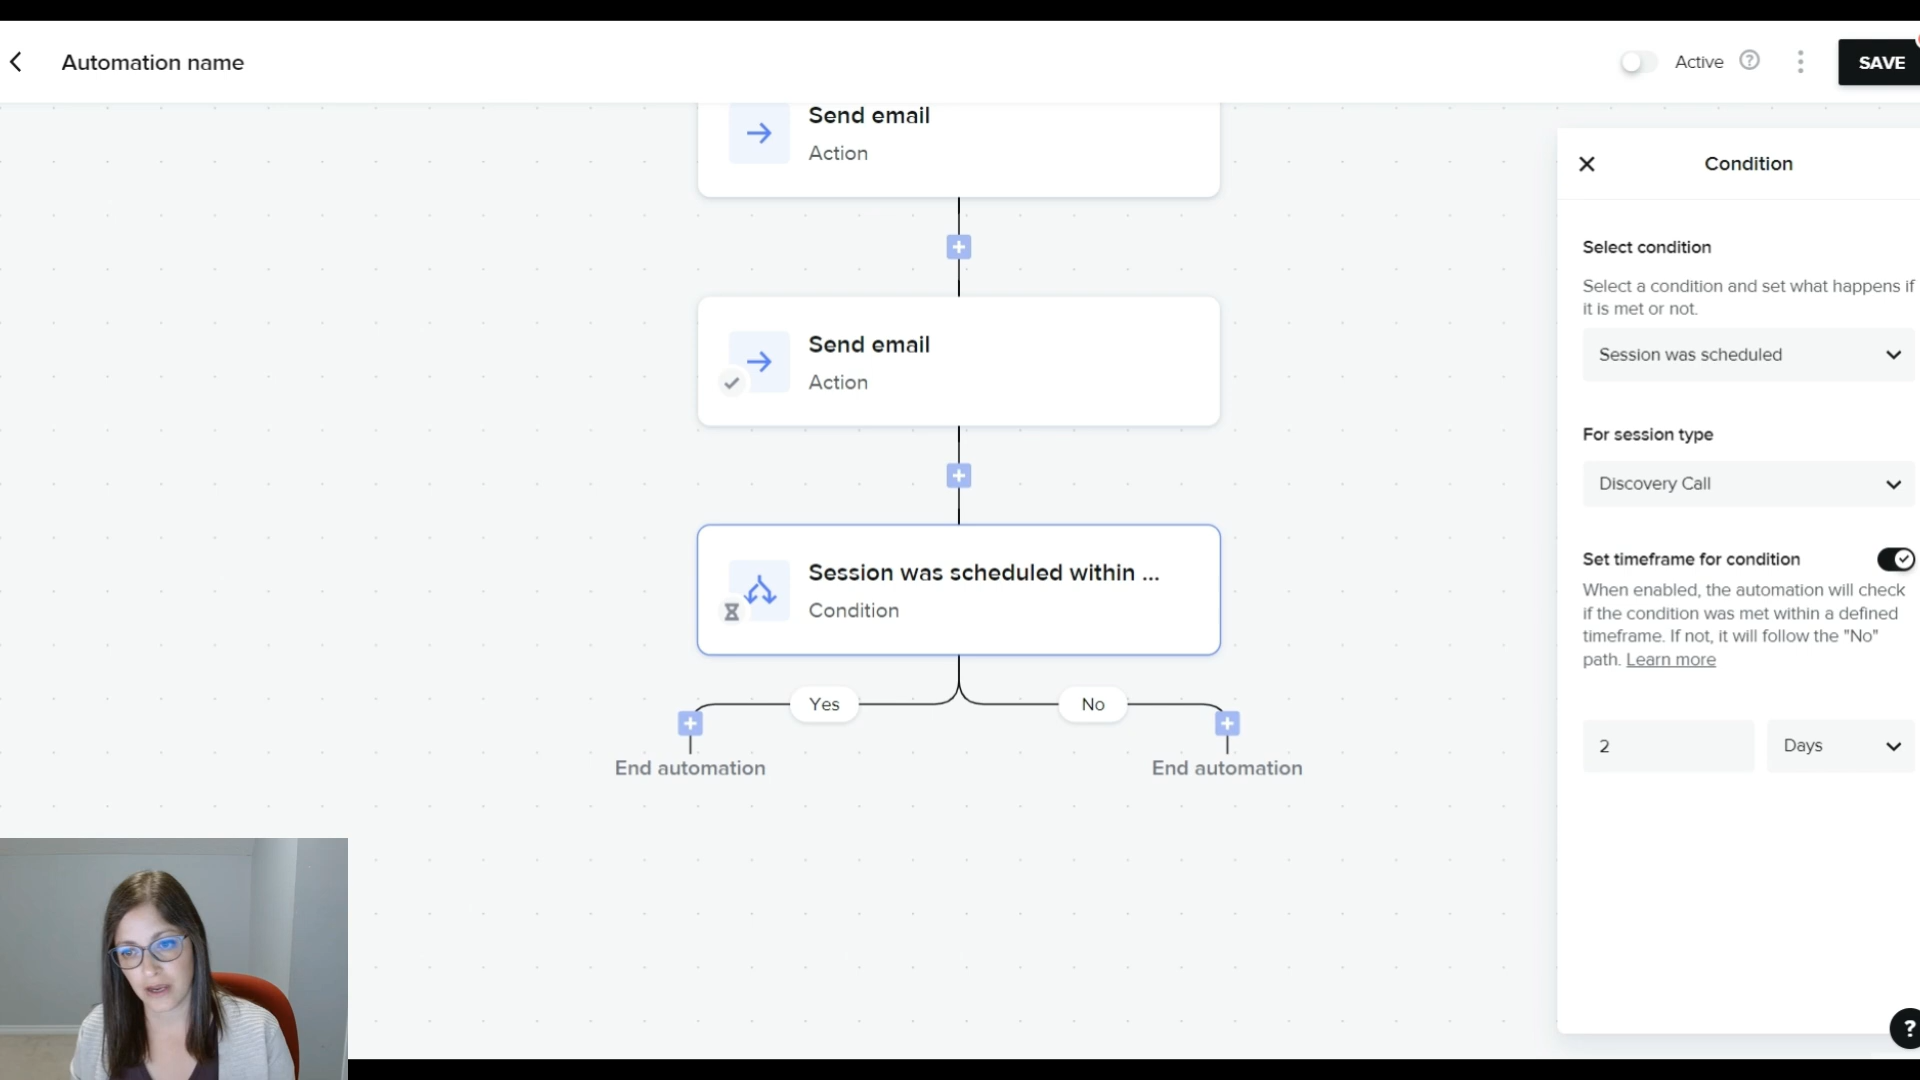 Automation name
Active
SAVE
Send email
Action
Send email
Action
Session was scheduled within ...
Condition
Yes
No
End automation
End automation
Condition
Select condition
Select a condition and set what happens if
it is met or not.
Session was scheduled
For session type
Discovery Call
Set timeframe for condition
When enabled, the automation will check
if the condition was met within a defined
timeframe. If not, it will follow the "No"
path. Learn more
2
Days
?